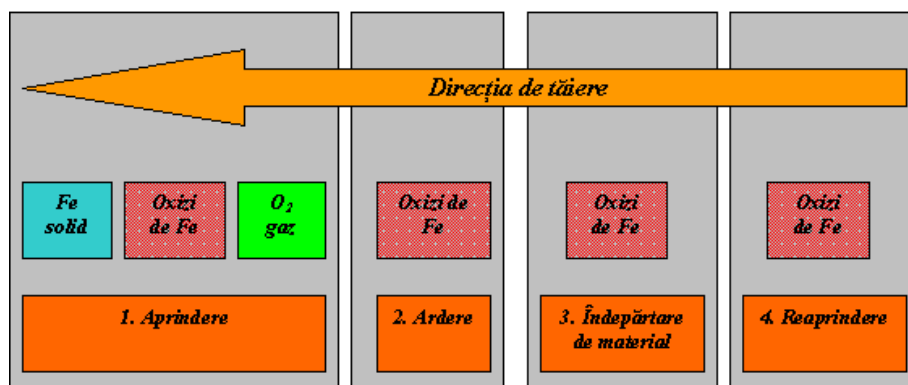 Direcția de tăiere
Fe
solid
Oxizi
de Fe
O₂
gaz
Oxizi de
Fe
Oxizi
de Fe
Oxizi
de Fe
1. Aprindere
2. Ardere
3. Îndepărtare
de material
4. Reaprindere